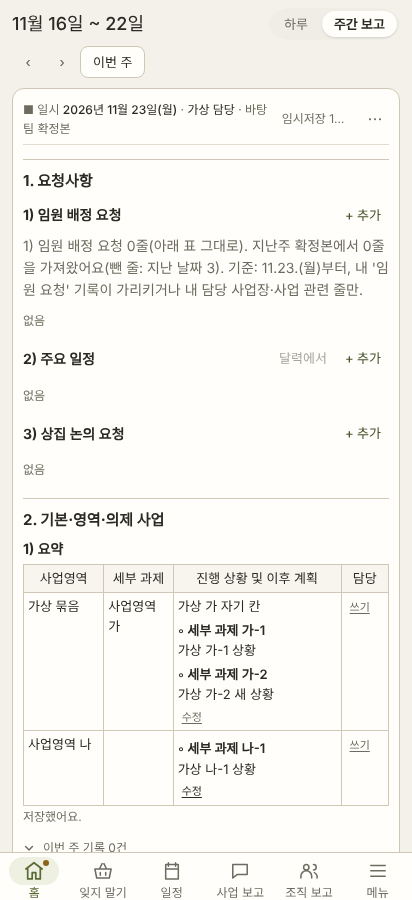 11월 16일 ~ 22일
하루
주간 보고
‹
›
이번 주
■ 일시 2026년 11월 23일(월) · 가상 담당 · 바탕
팀 확정본
임시저장 1…
…
1. 요청사항
1) 임원 배정 요청
+ 추가
1) 임원 배정 요청 0줄(아래 표 그대로). 지난주 확정본에서 0줄
을 가져왔어요(뺀 줄: 지난 날짜 3). 기준: 11.23.(월)부터, 내 '임
원 요청' 기록이 가리키거나 내 담당 사업장·사업 관련 줄만.
없음
2) 주요 일정
달력에서
+ 추가
없음
3) 상집 논의 요청
+ 추가
없음
2. 기본·영역·의제 사업
1) 요약
사업영역
세부 과제
진행 상황 및 이후 계획
담당
가상 묶음
사업영역
가
가상 가 자기 칸
∘ 세부 과제 가-1
가상 가-1 상황
∘ 세부 과제 가-2
가상 가-2 새 상황
수정
쓰기
사업영역 나
∘ 세부 과제 나-1
가상 나-1 상황
수정
쓰기
저장했어요.
이번 주 기록 0건
홈
잊지 말기
일정
사업 보고
조직 보고
메뉴